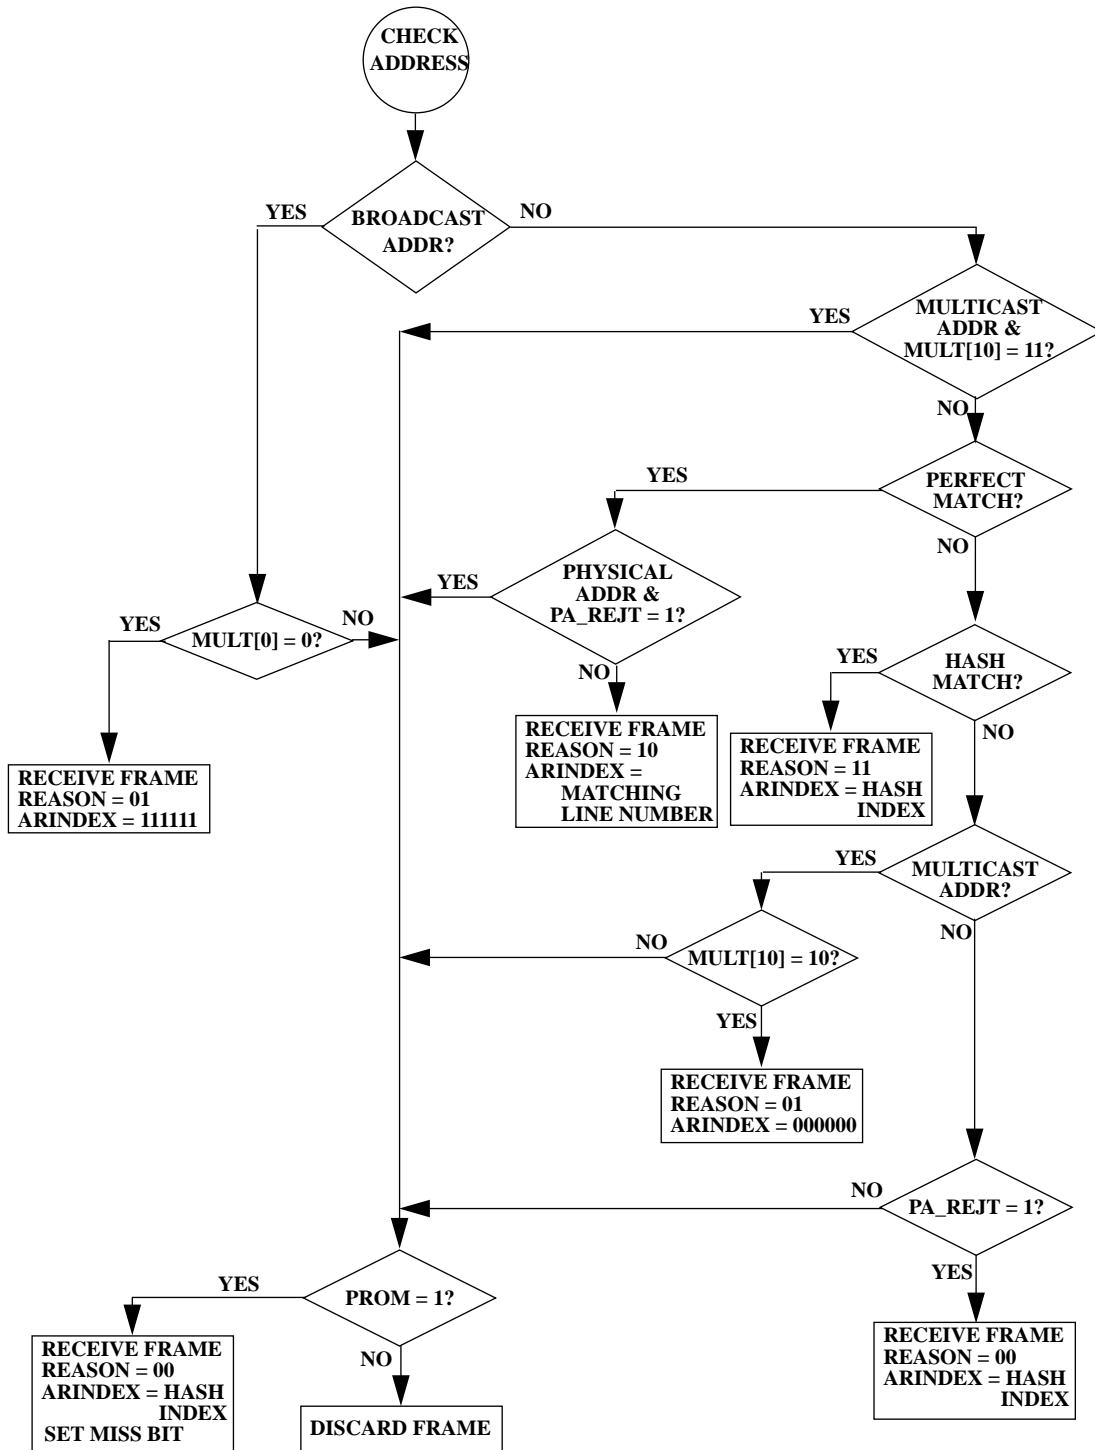 CHECK
ADDRESS
BROADCAST
ADDR?
YES
NO
MULTICAST
ADDR &
MULT[10] = 11?
YES
NO
PERFECT
MATCH?
YES
NO
PHYSICAL
ADDR &
PA_REJT = 1?
YES
NO
MULT[0] = 0?
YES
NO
HASH
MATCH?
YES
NO
RECEIVE FRAME
REASON = 01
ARINDEX = 111111
RECEIVE FRAME
REASON = 10
ARINDEX =
MATCHING
LINE NUMBER
RECEIVE FRAME
REASON = 11
ARINDEX = HASH
INDEX
MULTICAST
ADDR?
YES
NO
MULT[10] = 10?
NO
YES
RECEIVE FRAME
REASON = 01
ARINDEX = 000000
PA_REJT = 1?
NO
YES
PROM = 1?
YES
NO
RECEIVE FRAME
REASON = 00
ARINDEX = HASH
INDEX
SET MISS BIT
DISCARD FRAME
RECEIVE FRAME
REASON = 00
ARINDEX = HASH
INDEX